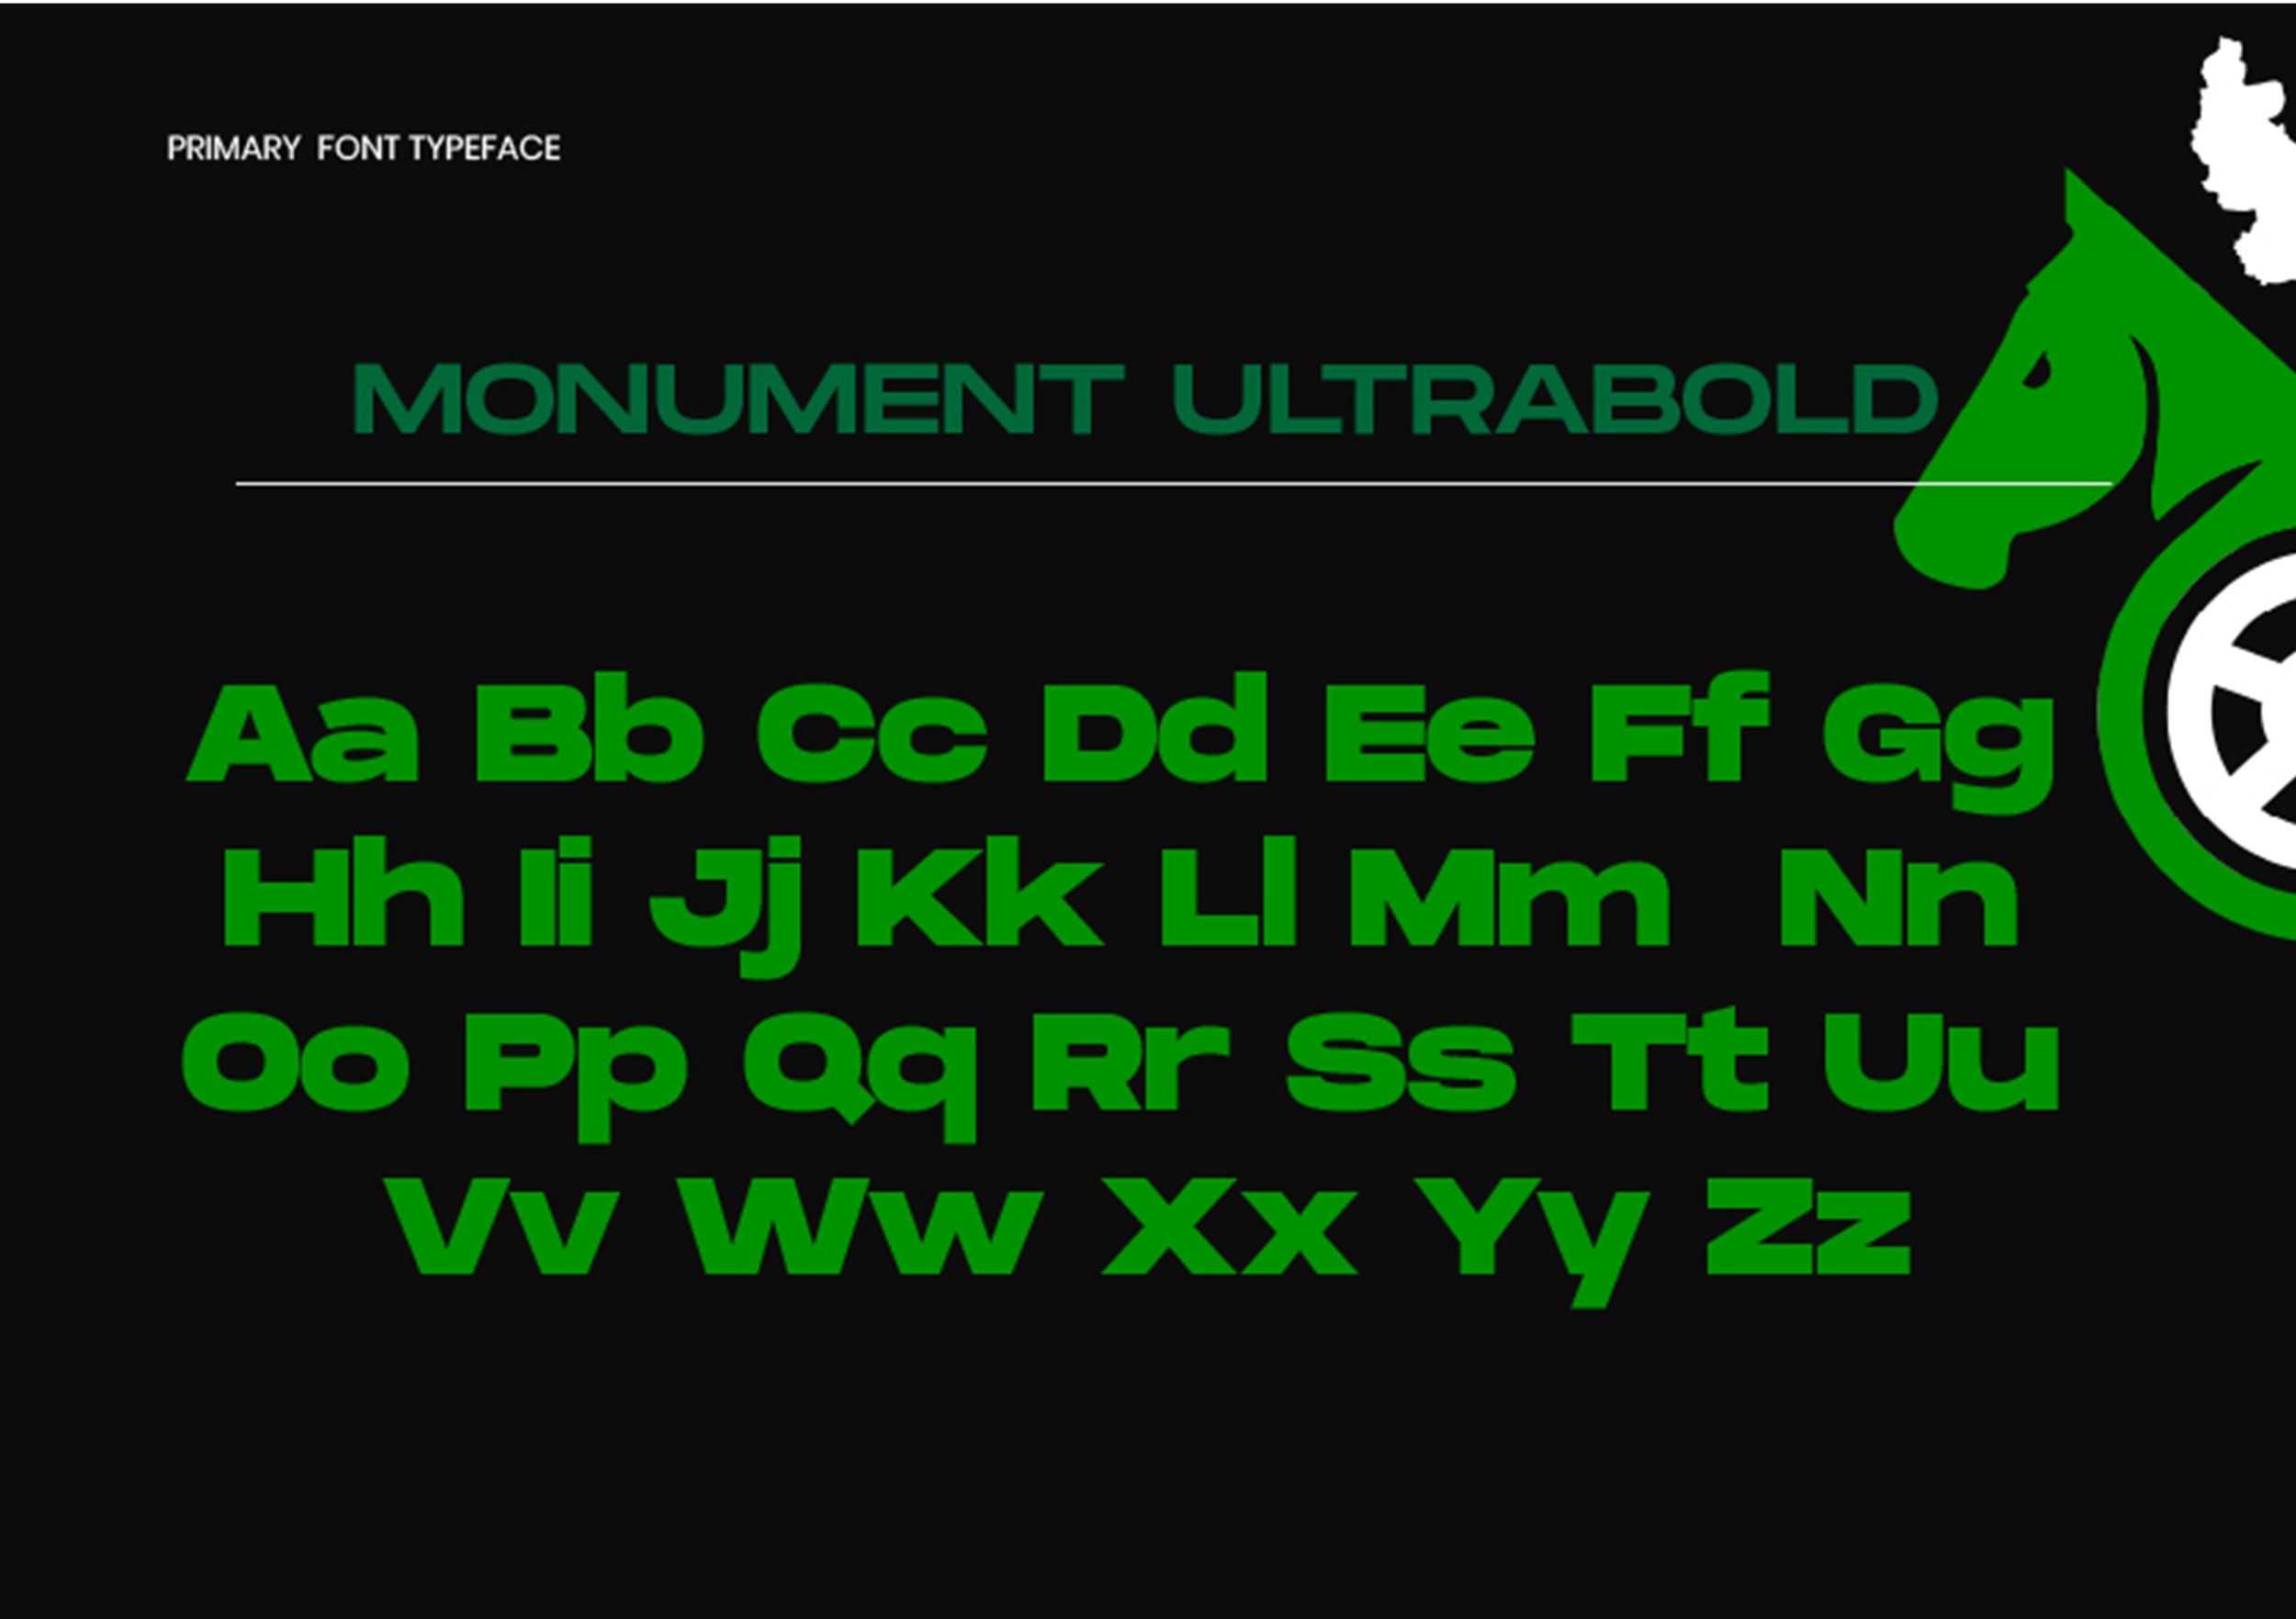 PRIMARY FONT TYPEFACE
MONUMENT ULTRABOLD
Aa Bb Cc Dd Ee Ff Gg
Hh Ii Jj Kk Ll Mm Nn
Oo Pp Qq Rr Ss Tt Uu
Vv Ww Xx Yy Zz